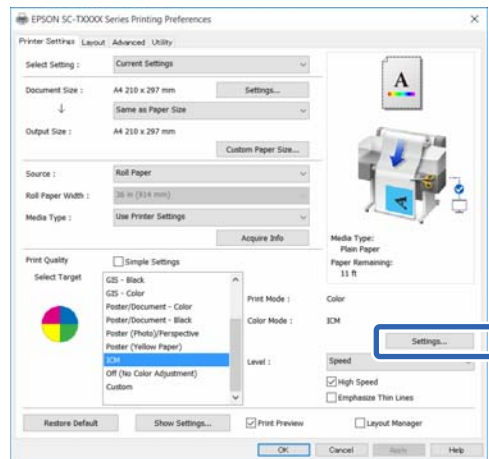 EPSON SC-TXXXX Series Printing Preferences
Printer Settings Layout Advanced Utility
Select Setting : Current Settings
Document Size : A4 210 x 297 mm Settings...
Same as Paper Size
Output Size : A4 210 x 297 mm
Custom Paper Size...
Source : Roll Paper
Roll Paper Width : 36 in (914 mm)
Media Type : Use Printer Settings
Acquire Info
A
Media Type:
Plain Paper
Paper Remaining:
11 ft
Print Quality Simple Settings
Select Target
GIS - Black
GIS - Color
Poster/Document - Color
Poster/Document - Black
Poster (Photo)/Perspective
Poster (Yellow Paper)
ICM
Off (No Color Adjustment)
Custom
Print Mode : Color
Color Mode : ICM
Settings...
Level : Speed
High Speed
Emphasize Thin Lines
Restore Default Show Settings... Print Preview Layout Manager
OK Cancel Apply Help